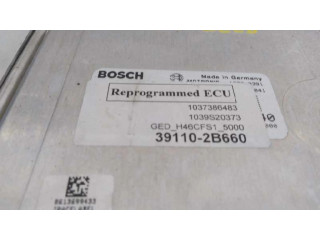 BOSCH
Made in Germany
Reprogrammed ECU
1037386483
1039S20373
GED_H46CFS1_5000
39110-2B660